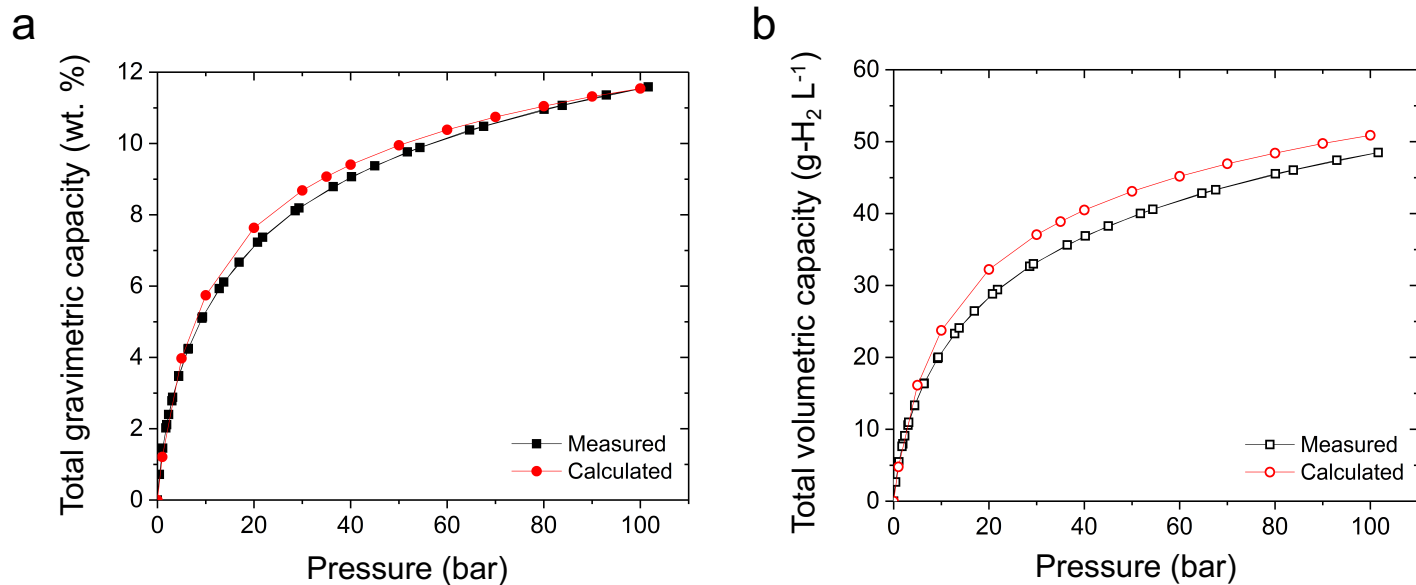 a
Total gravimetric capacity (wt. %)
12
10
8
6
4
2
0
0 20 40 60 80 100
Pressure (bar)
Measured
Calculated
b
Total volumetric capacity (g-H₂ L⁻¹)
60
50
40
30
20
10
0
0 20 40 60 80 100
Pressure (bar)
Measured
Calculated